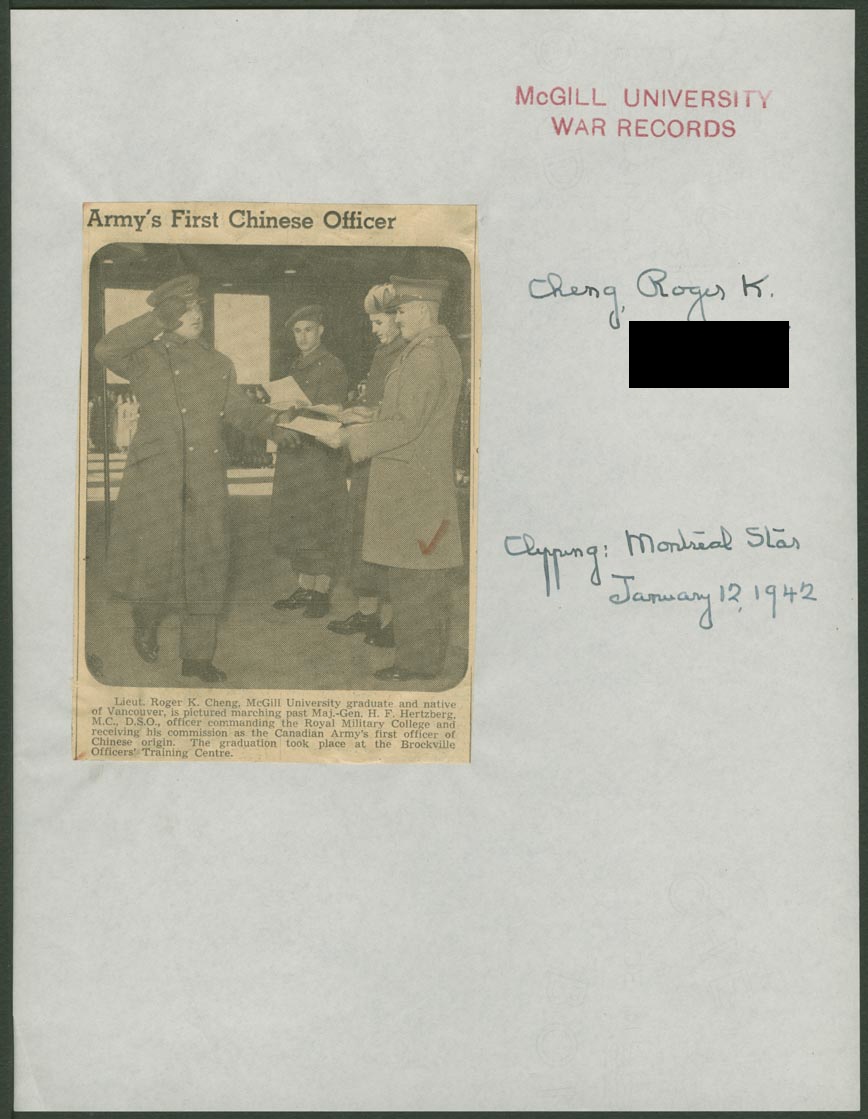 McGILL UNIVERSITY
WAR RECORDS
Army's First Chinese Officer
Cheng, Roger K.
Clipping: Montreal Star
January 12, 1942
Lieut. Roger K. Cheng, McGill University graduate and native
of Vancouver, is pictured marching past Maj.-Gen. H. F. Hertzberg,
M.C., D.S.O., officer commanding the Royal Military College and
receiving his commission as the Canadian Army's first officer of
Chinese origin. The graduation took place at the Brockville
Officers' Training Centre.